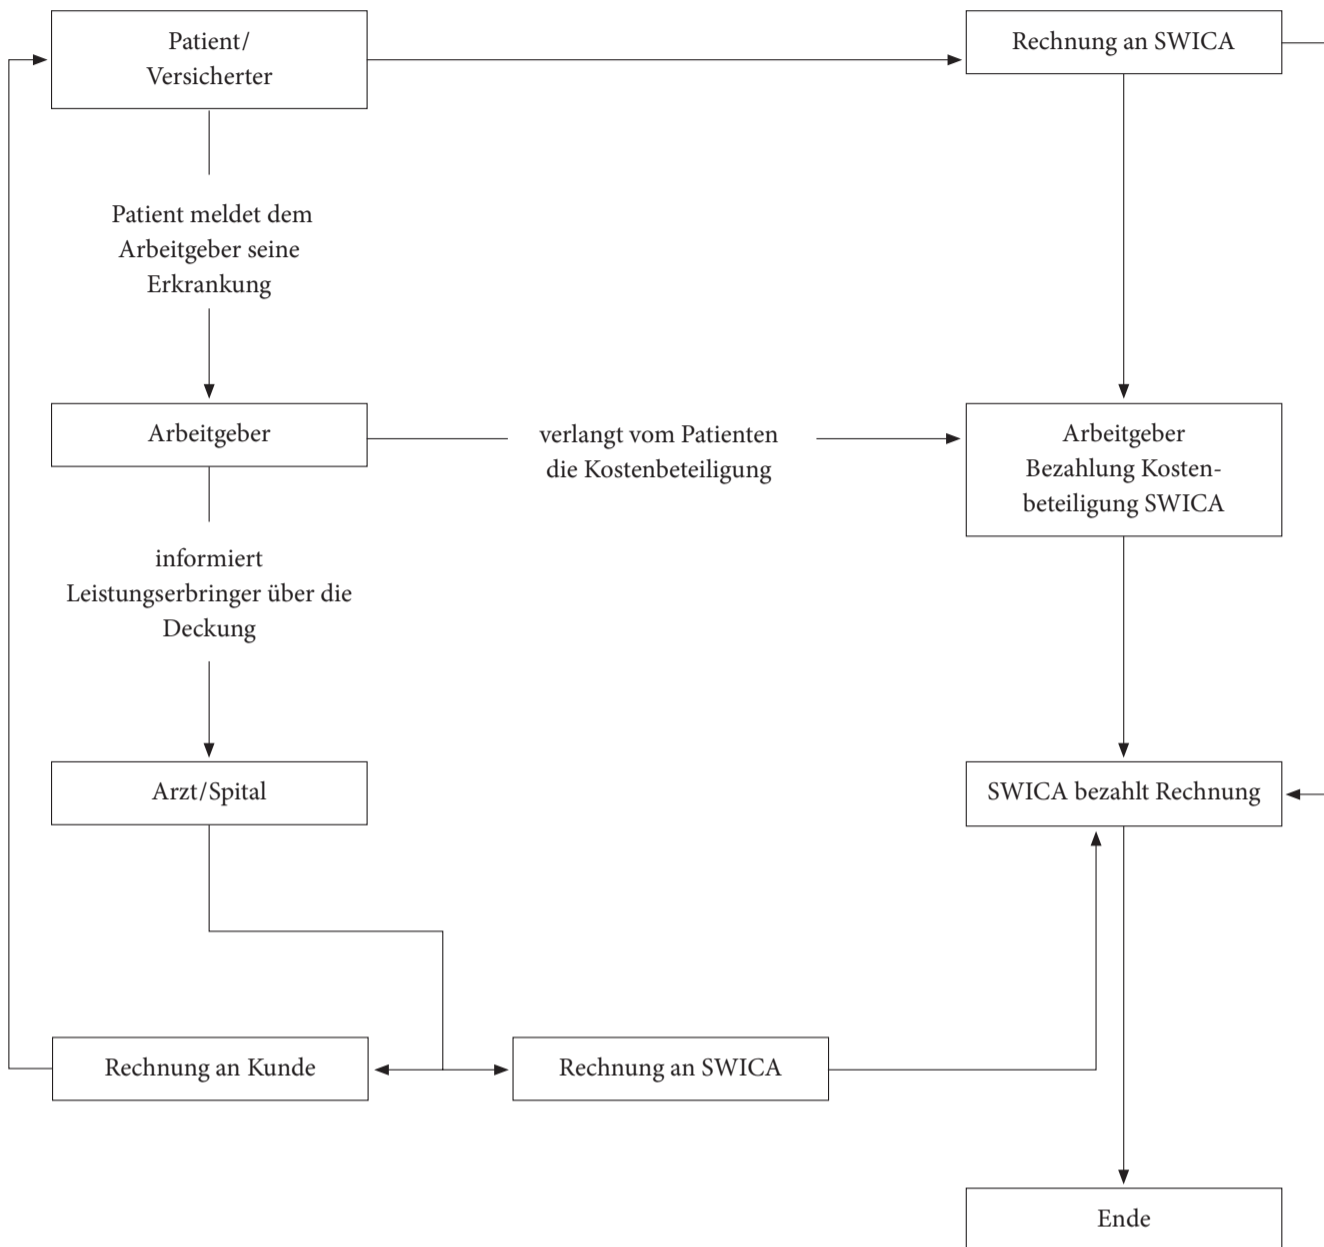 Patient/
Versicherter
Rechnung an SWICA
Patient meldet dem
Arbeitgeber seine
Erkrankung
Arbeitgeber
verlangt vom Patienten
die Kostenbeteiligung
Arbeitgeber
Bezahlung Kosten-
beteiligung SWICA
informiert
Leistungserbringer über die
Deckung
Arzt/Spital
SWICA bezahlt Rechnung
Rechnung an Kunde
Rechnung an SWICA
Ende